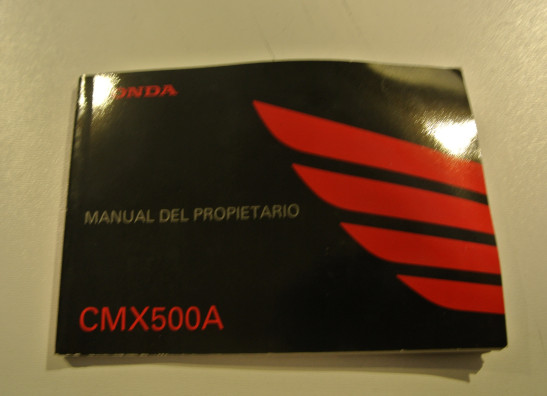 HONDA
MANUAL DEL PROPIETARIO
CMX500A